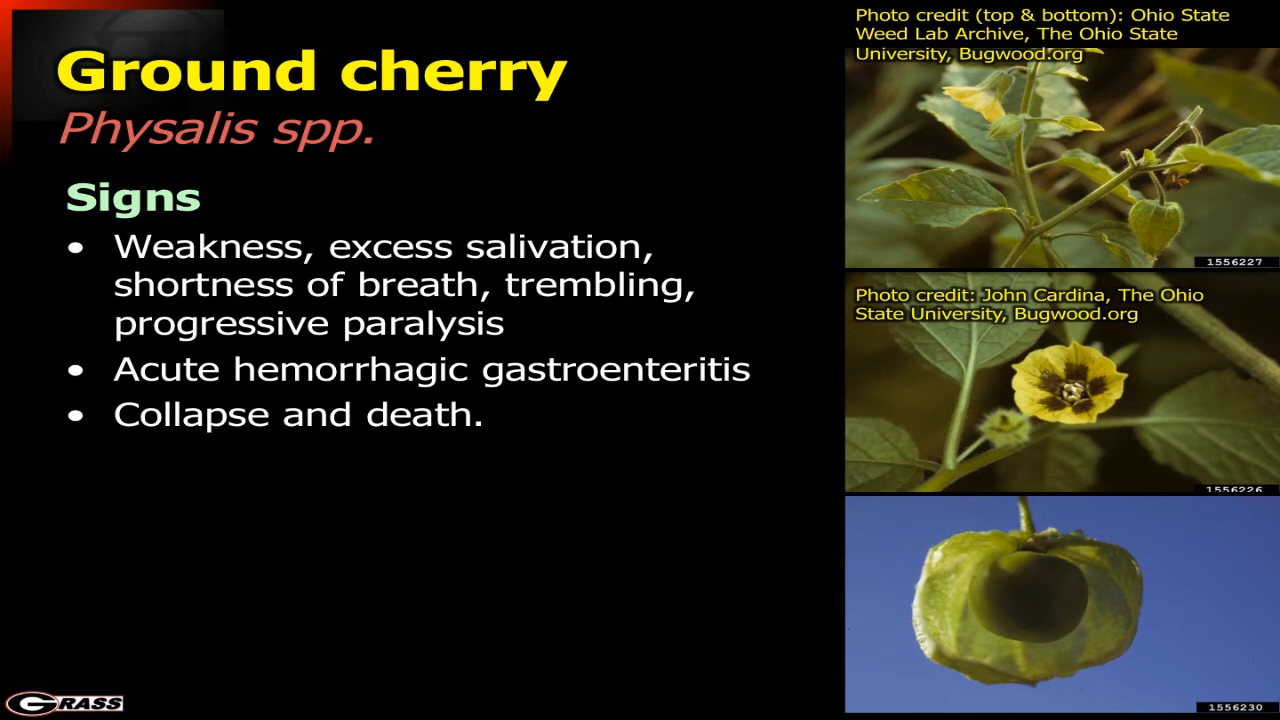 Ground cherry
Physalis spp.
Signs
• Weakness, excess salivation,
shortness of breath, trembling,
progressive paralysis
• Acute hemorrhagic gastroenteritis
• Collapse and death.
Photo credit (top & bottom): Ohio State
Weed Lab Archive, The Ohio State
University, Bugwood.org
1556227
Photo credit: John Cardina, The Ohio
State University, Bugwood.org
1556226
1556230
GRASS